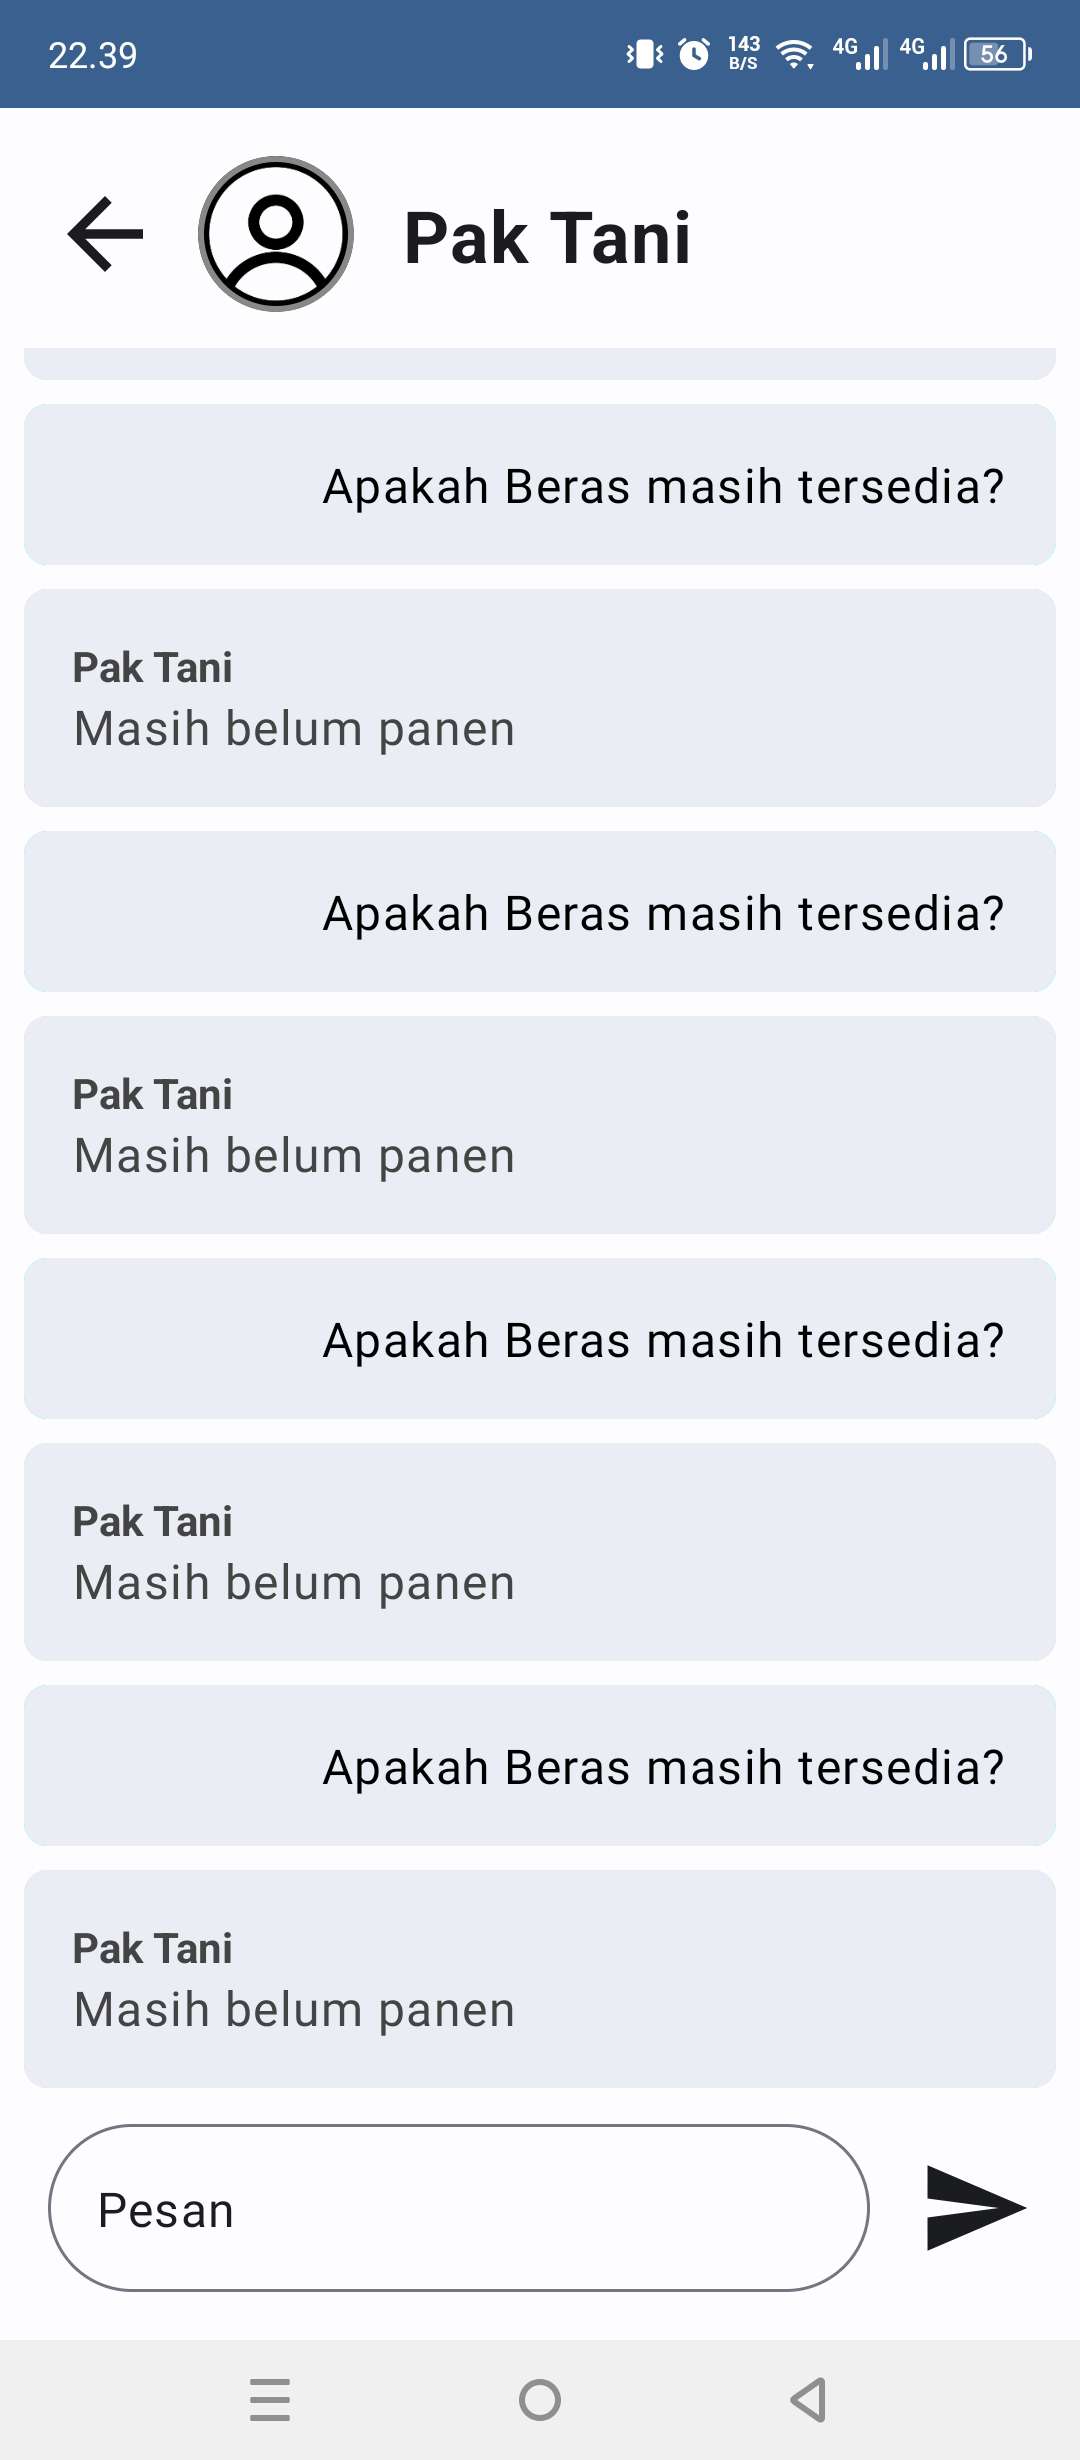 22.39
143
B/S
4G
4G
56
Pak Tani
Apakah Beras masih tersedia?
Pak Tani
Masih belum panen
Apakah Beras masih tersedia?
Pak Tani
Masih belum panen
Apakah Beras masih tersedia?
Pak Tani
Masih belum panen
Apakah Beras masih tersedia?
Pak Tani
Masih belum panen
Pesan